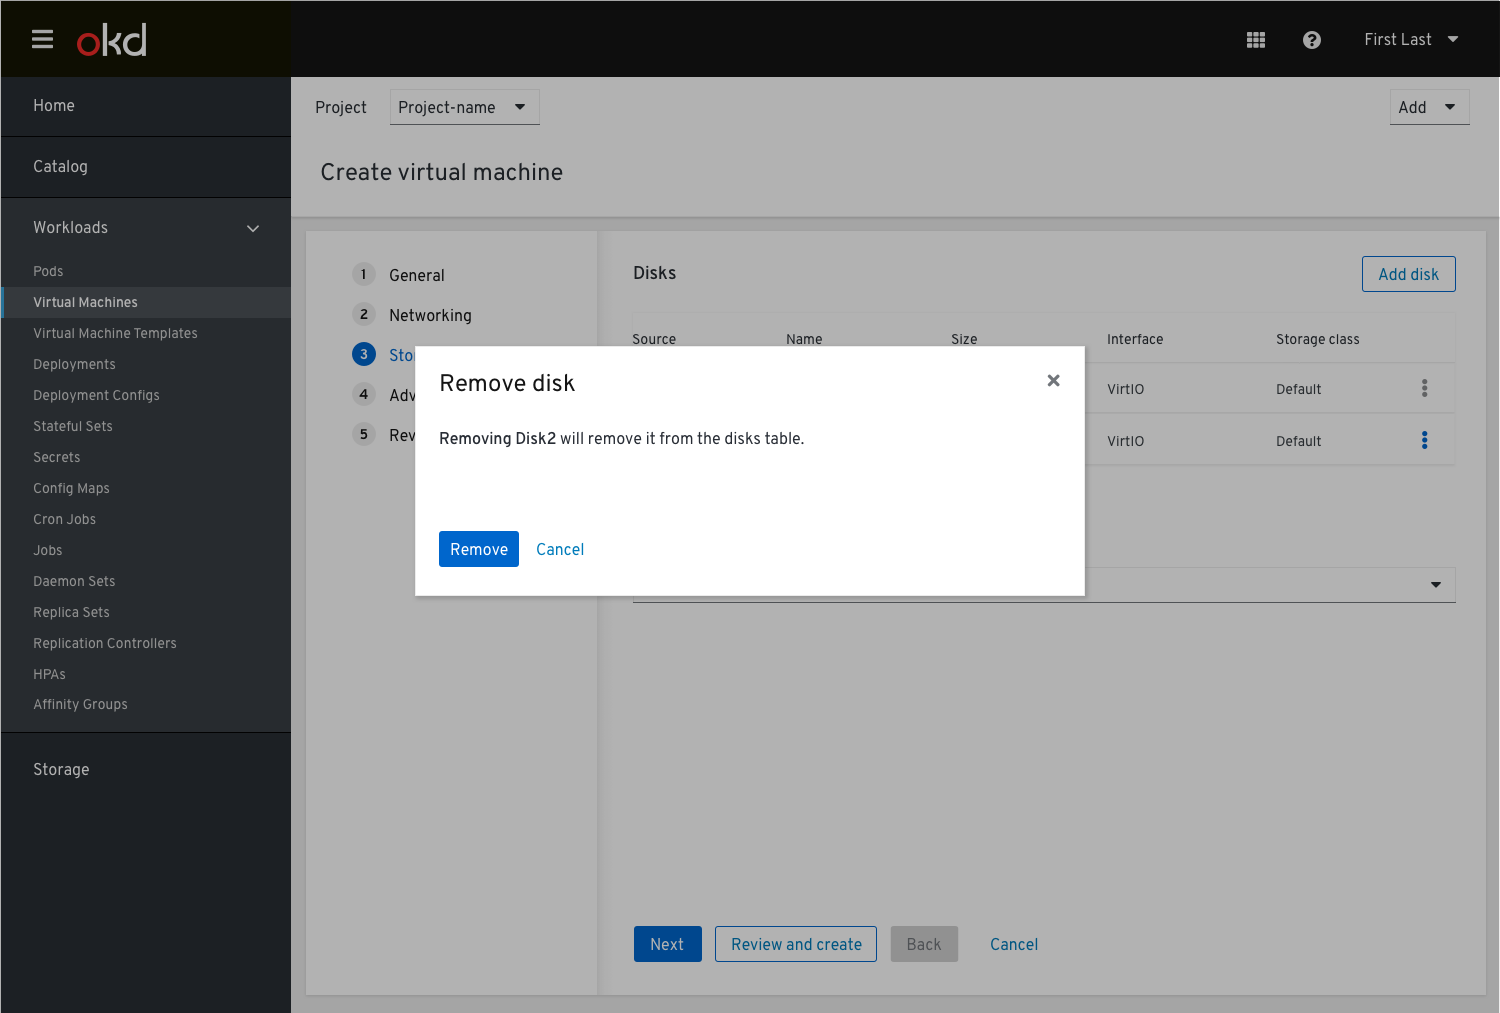 okd
First Last
Home
Catalog
Workloads
Pods
Virtual Machines
Virtual Machine Templates
Deployments
Deployment Configs
Stateful Sets
Secrets
Config Maps
Cron Jobs
Jobs
Daemon Sets
Replica Sets
Replication Controllers
HPAs
Affinity Groups
Storage
Project Project-name Add
Create virtual machine
1 General
2 Networking
3 Sto
4 Adv
5 Rev
Disks Add disk
Source Name Size Interface Storage class
VirtIO Default
VirtIO Default
Remove disk
Removing Disk2 will remove it from the disks table.
Remove Cancel
Next Review and create Back Cancel